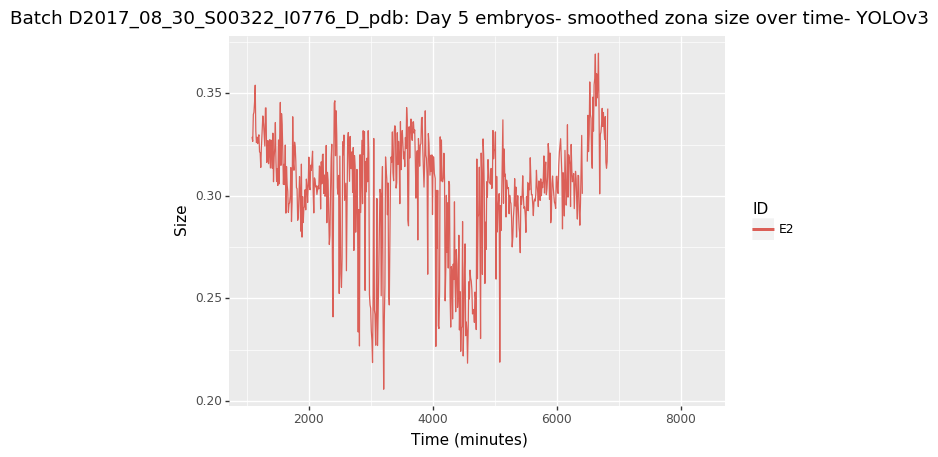 Batch D2017_08_30_S00322_I0776_D_pdb: Day 5 embryos- smoothed zona size over time- YOLOv3
0.35
0.30
0.25
0.20
Size
2000 4000 6000 8000
Time (minutes)
ID
E2